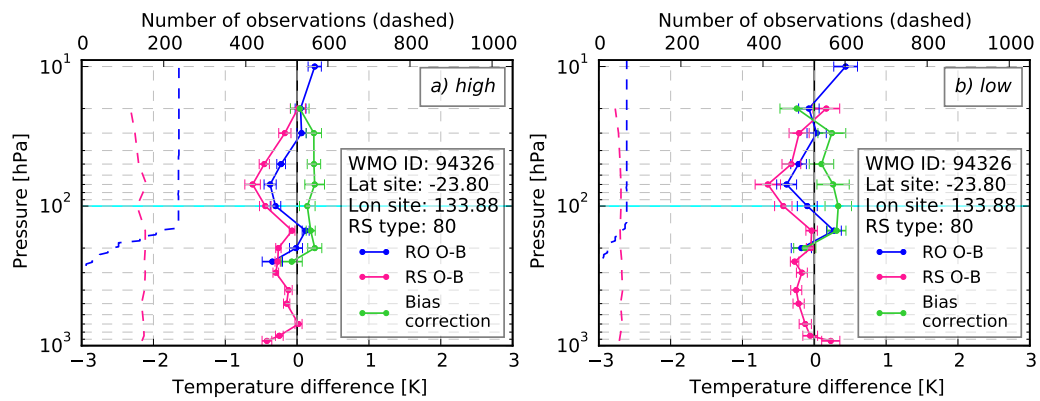 Number of observations (dashed)
0 200 400 600 800 1000
10¹
10²
10³
Pressure [hPa]
a) high
WMO ID: 94326
Lat site: -23.80
Lon site: 133.88
RS type: 80
RO O-B
RS O-B
Bias
correction
−3 −2 −1 0 1 2 3
Temperature difference [K]
Number of observations (dashed)
0 200 400 600 800 1000
10¹
10²
10³
Pressure [hPa]
b) low
WMO ID: 94326
Lat site: -23.80
Lon site: 133.88
RS type: 80
RO O-B
RS O-B
Bias
correction
−3 −2 −1 0 1 2 3
Temperature difference [K]